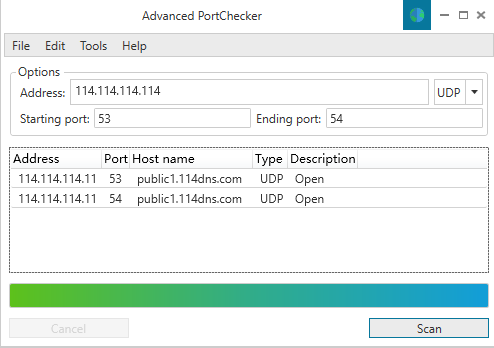 Advanced PortChecker
File Edit Tools Help
Options
Address: 114.114.114.114 UDP
Starting port: 53 Ending port: 54
Address Port Host name Type Description
114.114.114.11 53 public1.114dns.com UDP Open
114.114.114.11 54 public1.114dns.com UDP Open
Cancel Scan